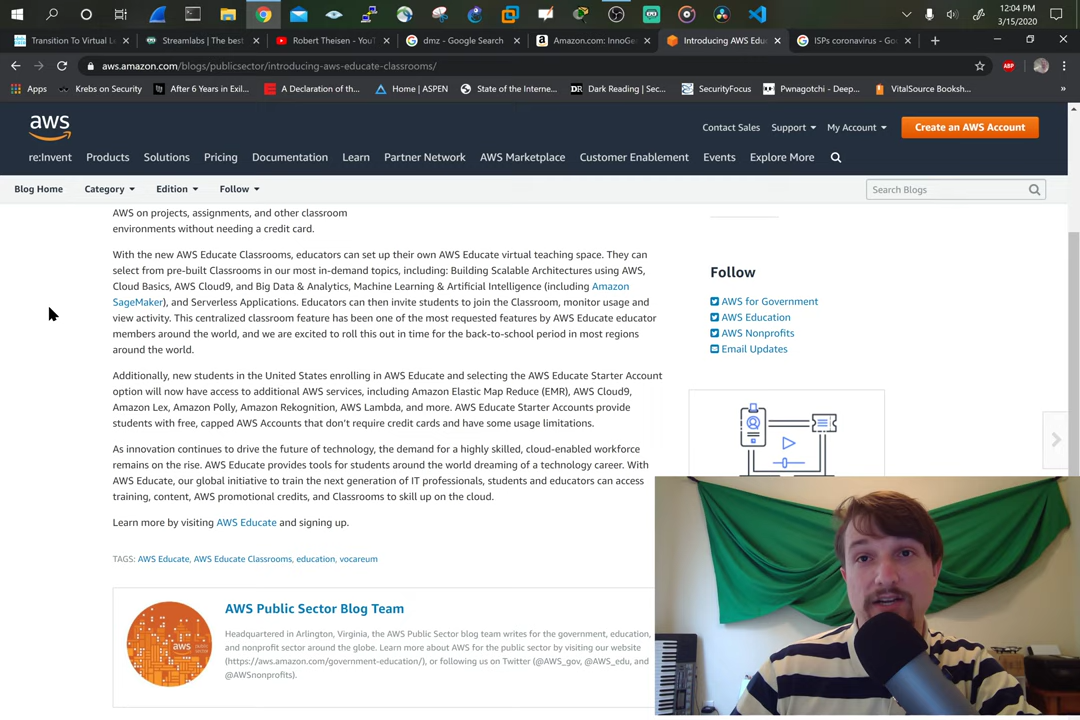 12:04 PM
3/15/2020
Transition To Virtual L
Streamlabs | The best
Robert Theisen - YouT
dmz - Google Search
Amazon.com: InnoGe
Introducing AWS Edu
ISPs coronavirus - Go
aws.amazon.com/blogs/publicsector/introducing-aws-educate-classrooms/
ABP
Apps
Krebs on Security
After 6 Years in Exil...
A Declaration of th...
Home | ASPEN
State of the Interne...
DR Dark Reading | Sec...
SecurityFocus
Pwnagotchi - Deep...
VitalSource Booksh...
aws
Contact Sales
Support
My Account
Create an AWS Account
re:Invent
Products
Solutions
Pricing
Documentation
Learn
Partner Network
AWS Marketplace
Customer Enablement
Events
Explore More
Blog Home
Category
Edition
Follow
Search Blogs
AWS on projects, assignments, and other classroom
environments without needing a credit card.
With the new AWS Educate Classrooms, educators can set up their own AWS Educate virtual teaching space. They can
select from pre-built Classrooms in our most in-demand topics, including: Building Scalable Architectures using AWS,
Cloud Basics, AWS Cloud9, and Big Data & Analytics, Machine Learning & Artificial Intelligence (including Amazon
SageMaker), and Serverless Applications. Educators can then invite students to join the Classroom, monitor usage and
view activity. This centralized classroom feature has been one of the most requested features by AWS Educate educator
members around the world, and we are excited to roll this out in time for the back-to-school period in most regions
around the world.
Additionally, new students in the United States enrolling in AWS Educate and selecting the AWS Educate Starter Account
option will now have access to additional AWS services, including Amazon Elastic Map Reduce (EMR), AWS Cloud9,
Amazon Lex, Amazon Polly, Amazon Rekognition, AWS Lambda, and more. AWS Educate Starter Accounts provide
students with free, capped AWS Accounts that don't require credit cards and have some usage limitations.
As innovation continues to drive the future of technology, the demand for a highly skilled, cloud-enabled workforce
remains on the rise. AWS Educate provides tools for students around the world dreaming of a technology career. With
AWS Educate, our global initiative to train the next generation of IT professionals, students and educators can access
training, content, AWS promotional credits, and Classrooms to skill up on the cloud.
Learn more by visiting AWS Educate and signing up.
TAGS: AWS Educate, AWS Educate Classrooms, education, vocareum
Follow
AWS for Government
AWS Education
AWS Nonprofits
Email Updates
aws
AWS Public Sector Blog Team
Headquartered in Arlington, Virginia, the AWS Public Sector blog team writes for the government, education,
and nonprofit sector around the globe. Learn more about AWS for the public sector by visiting our website
(https://aws.amazon.com/government-education/), or following us on Twitter (@AWS_gov, @AWS_edu, and
@AWSnonprofits).